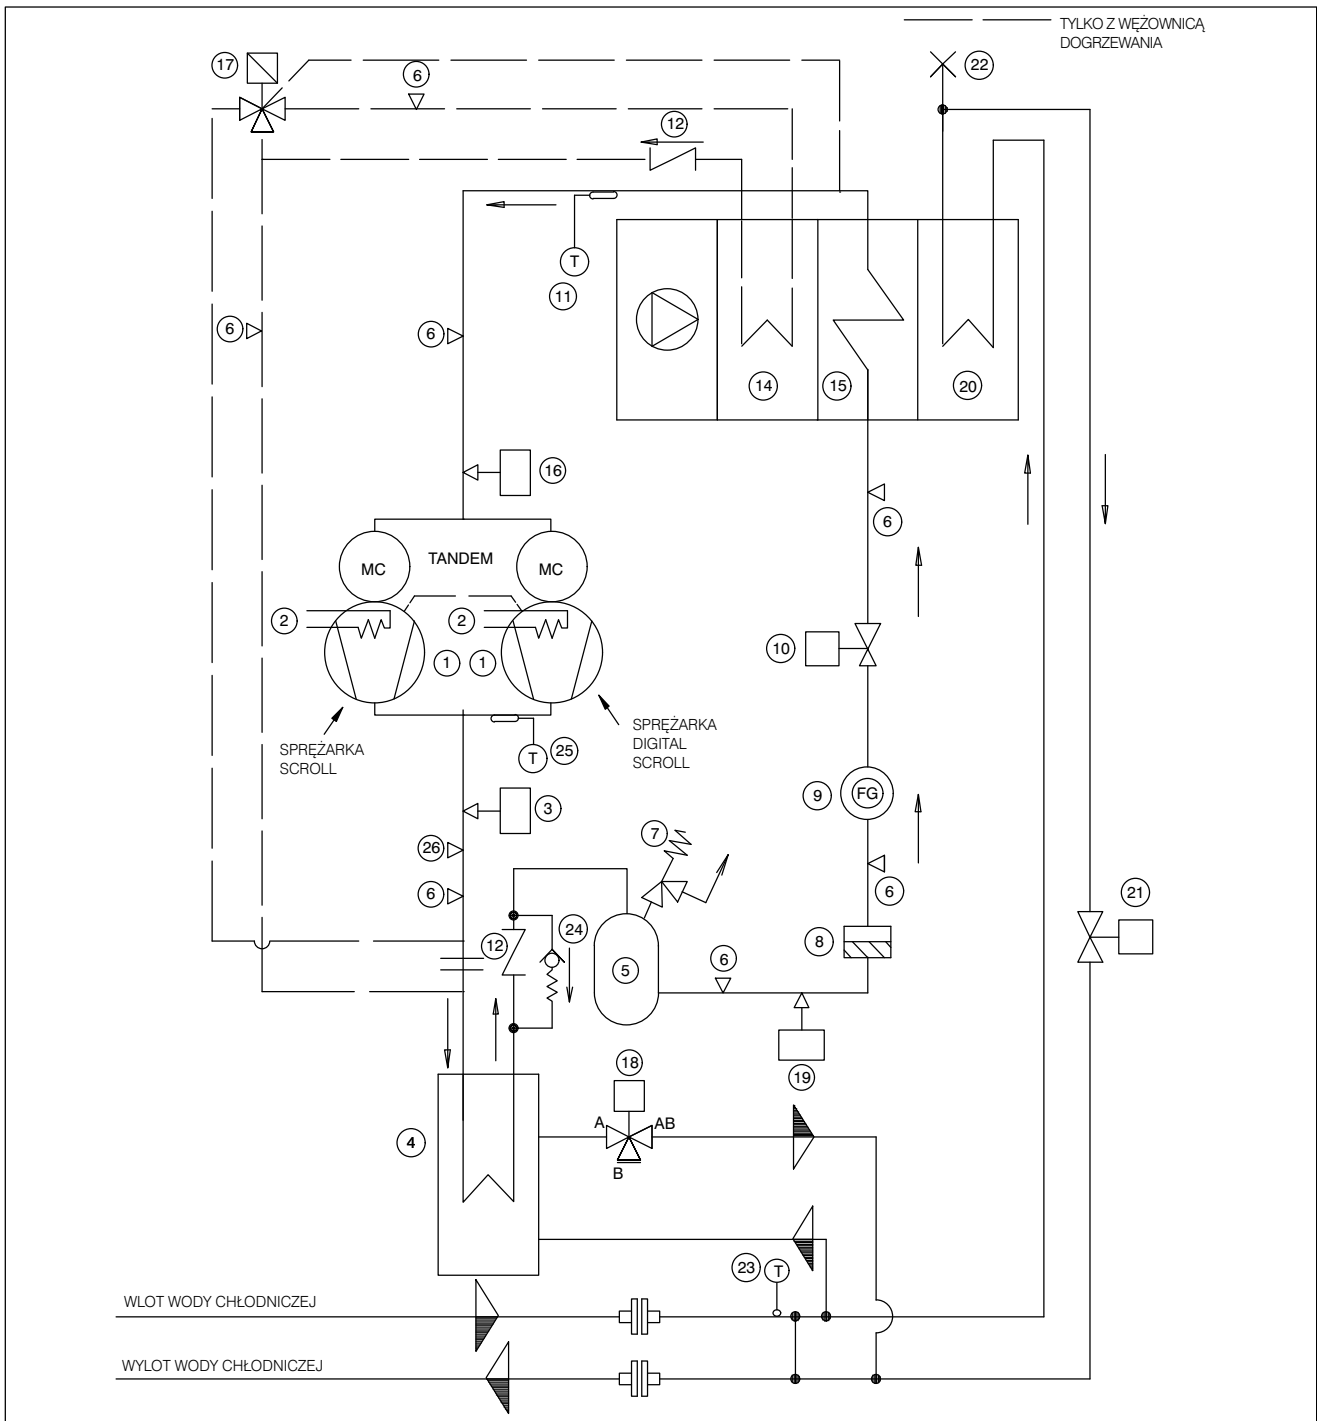 TYLKO Z WĘŻOWNICĄ
DOGRZEWANIA
17
6
22
12
T
11
6
6
14
15
20
16
6
MC
TANDEM
MC
2
2
10
1
1
SPRĘŻARKA
SCROLL
T
25
SPRĘŻARKA
DIGITAL
SCROLL
9
FG
3
7
26
6
6
21
24
8
12
5
6
18
19
4
A
AB
B
23
T
WLOT WODY CHŁODNICZEJ
WYLOT WODY CHŁODNICZEJ